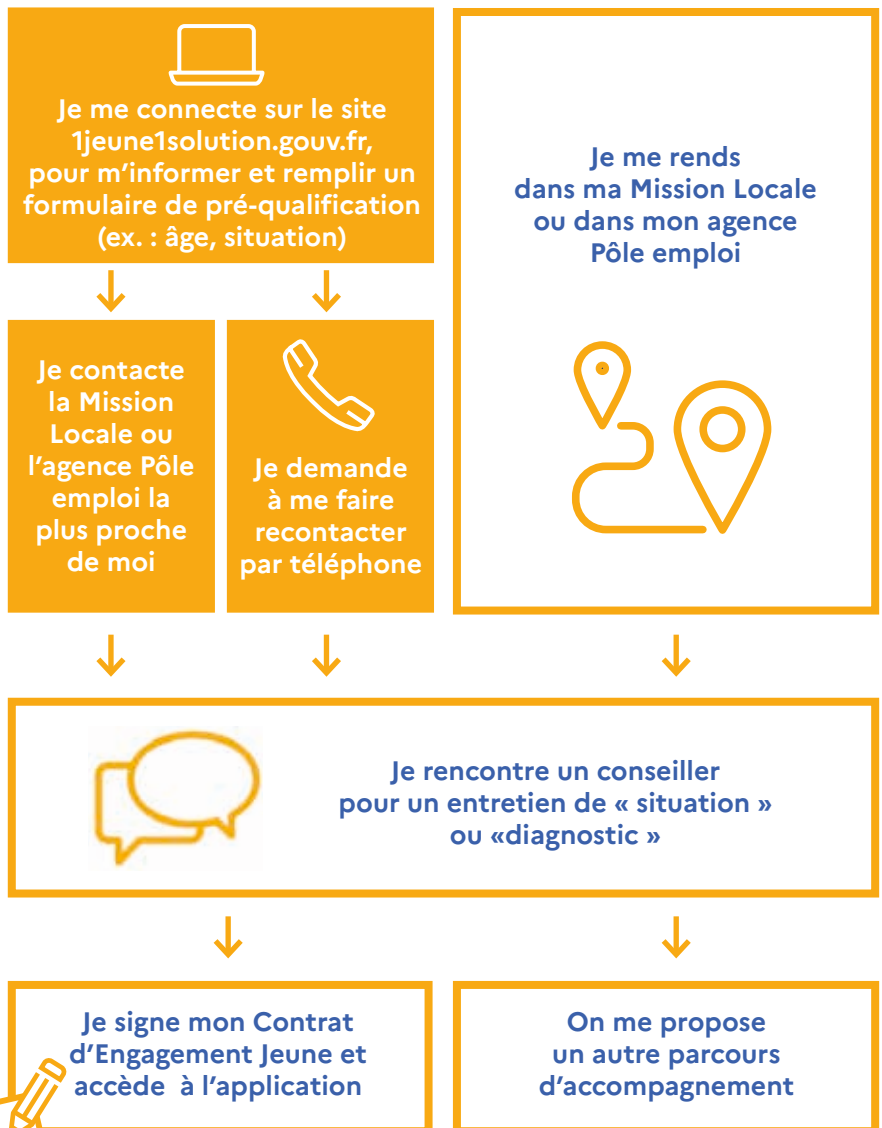 Je me connecte sur le site
1jeune1solution.gouv.fr,
pour m'informer et remplir un
formulaire de pré-qualification
(ex. : âge, situation)
Je me rends
dans ma Mission Locale
ou dans mon agence
Pôle emploi
Je contacte
la Mission
Locale ou
l'agence Pôle
emploi la
plus proche
de moi
Je demande
à me faire
recontacter
par téléphone
Je rencontre un conseiller
pour un entretien de « situation »
ou «diagnostic »
Je signe mon Contrat
d'Engagement Jeune et
accède à l'application
On me propose
un autre parcours
d'accompagnement